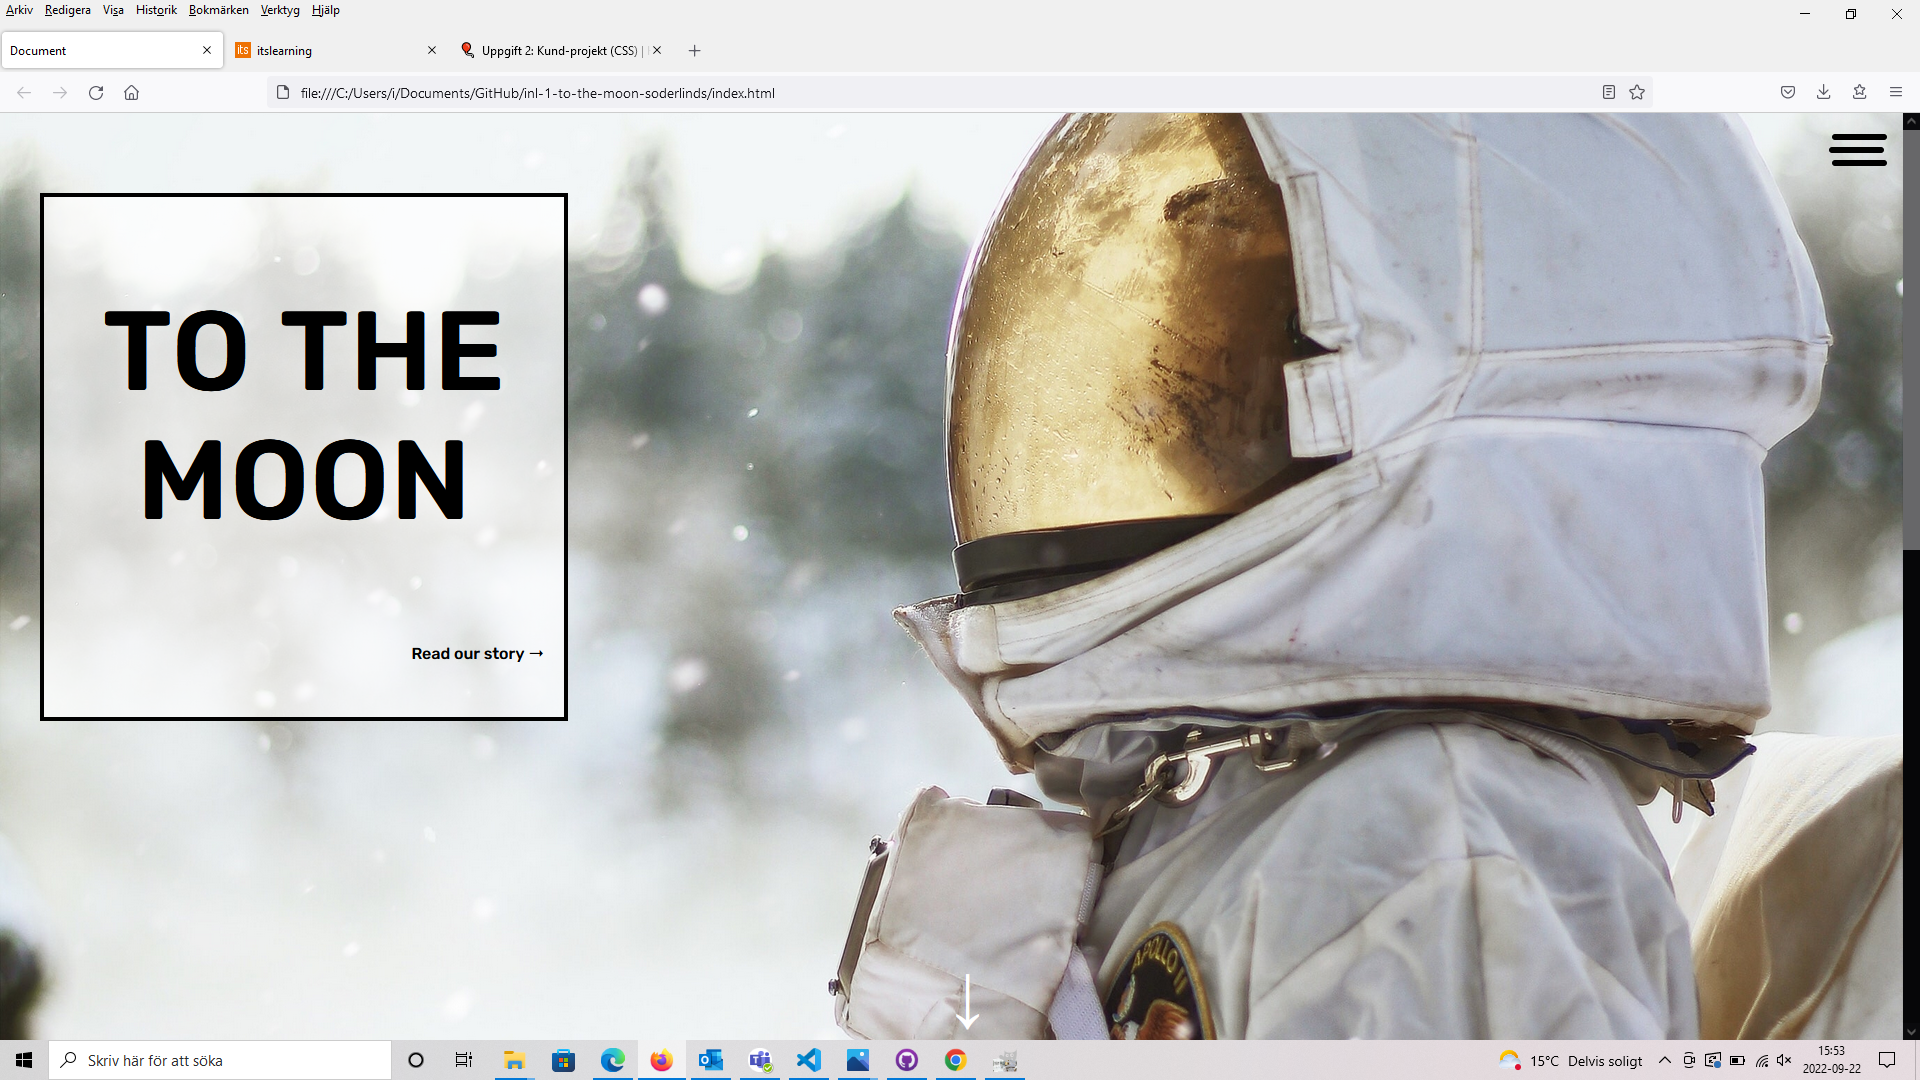 Arkiv Redigera Visa Historik Bokmärken Verktyg Hjälp
Document
its itslearning
Uppgift 2: Kund-projekt (CSS) |
file:///C:/Users/i/Documents/GitHub/inl-1-to-the-moon-soderlinds/index.html
TO THE
MOON
Read our story →
APOLLO 11
Skriv här för att söka
15°C Delvis soligt
15:53
2022-09-22